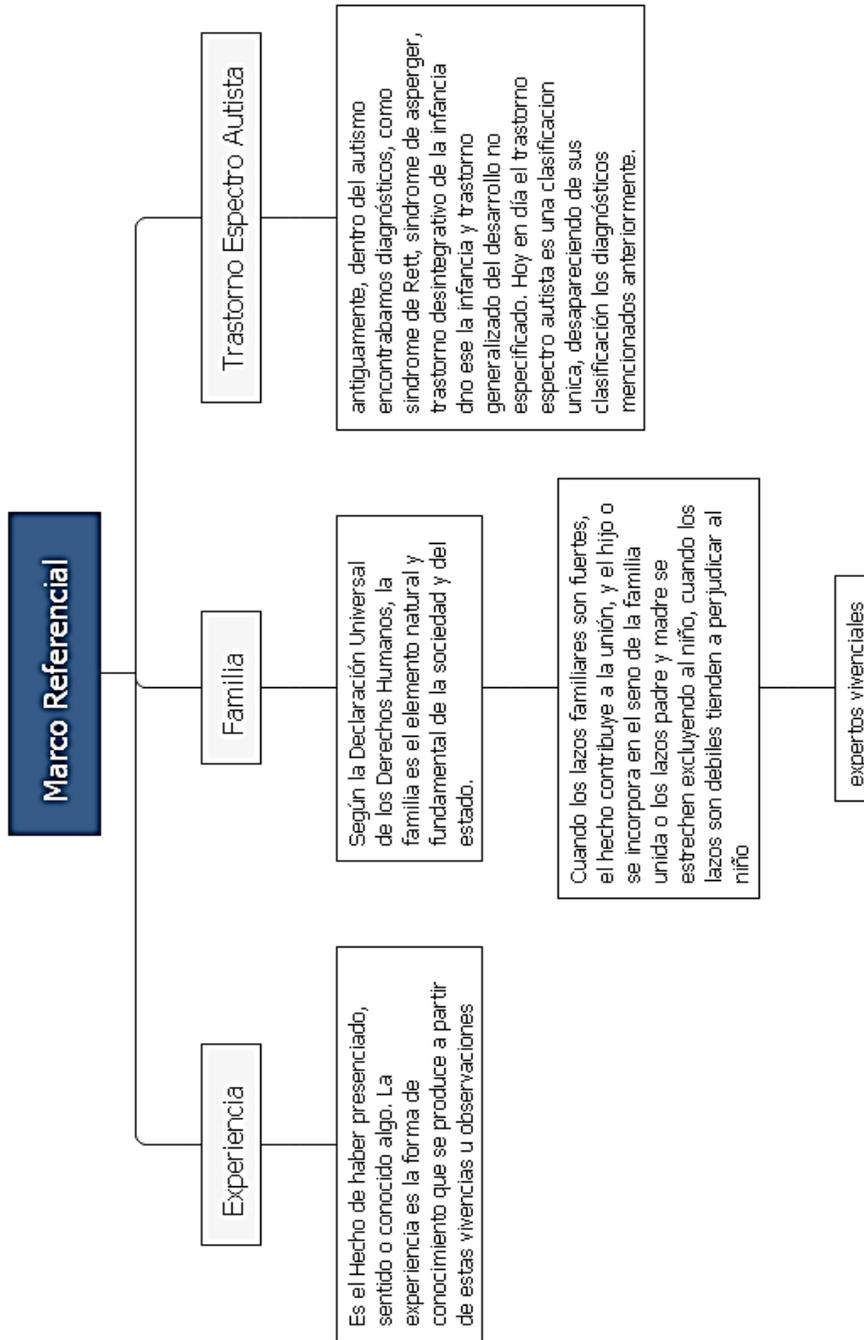 Marco Referencial
Experiencia
Es el Hecho de haber presenciado,
sentido o conocido algo. La
experiencia es la forma de
conocimiento que se produce a partir
de estas vivencias u observaciones
Familia
Según la Declaración Universal
de los Derechos Humanos, la
familia es el elemento natural y
fundamental de la sociedad y del
estado.
Cuando los lazos familiares son fuertes,
el hecho contribuye a la unión, y el hijo o
se incorpora en el seno de la familia
unida o los lazos padre y madre se
estrechen excluyendo al niño, cuando los
lazos son debiles tienden a perjudicar al
niño
expertos vivenciales
Trastorno Espectro Autista
antiguamente, dentro del autismo
encontrabamos diagnósticos, como
sindrome de Rett, sindrome de asperger,
trastorno desintegrativo de la infancia
dno ese la infancia y trastorno
generalizado del desarrollo no
especificado. Hoy en día el trastorno
espectro autista es una clasificacion
unica, desapareciendo de sus
clasificación los diagnósticos
mencionados anteriormente.